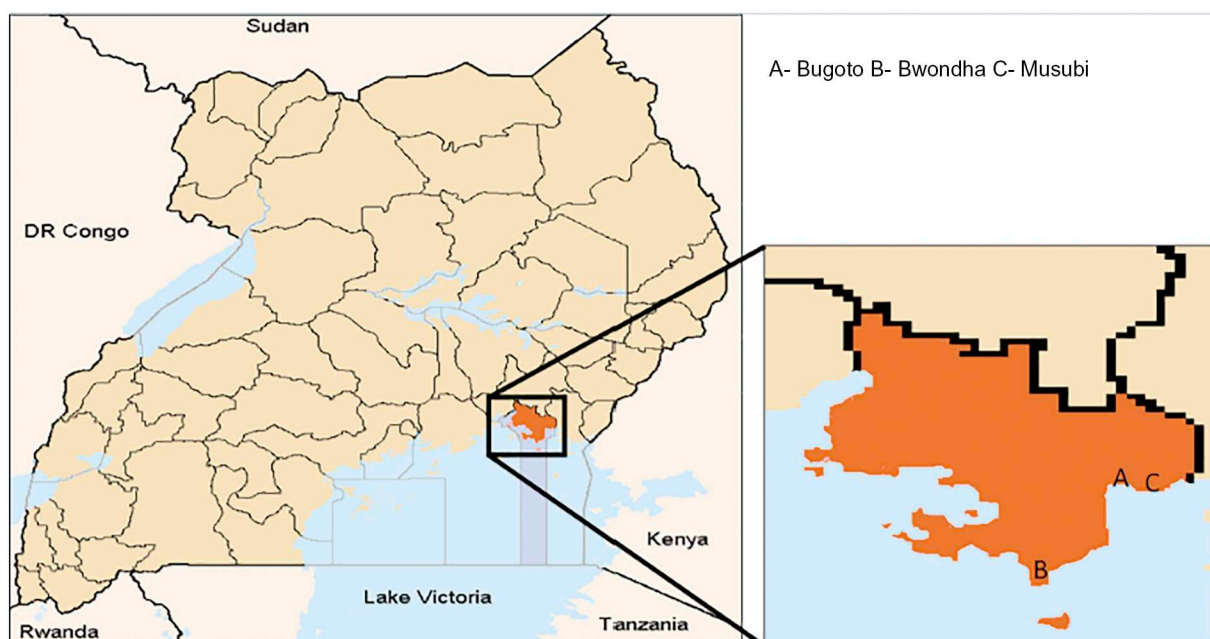 Sudan
A- Bugoto B- Bwondha C- Musubi
DR Congo
A
C
B
Kenya
Lake Victoria
Tanzania
Rwanda